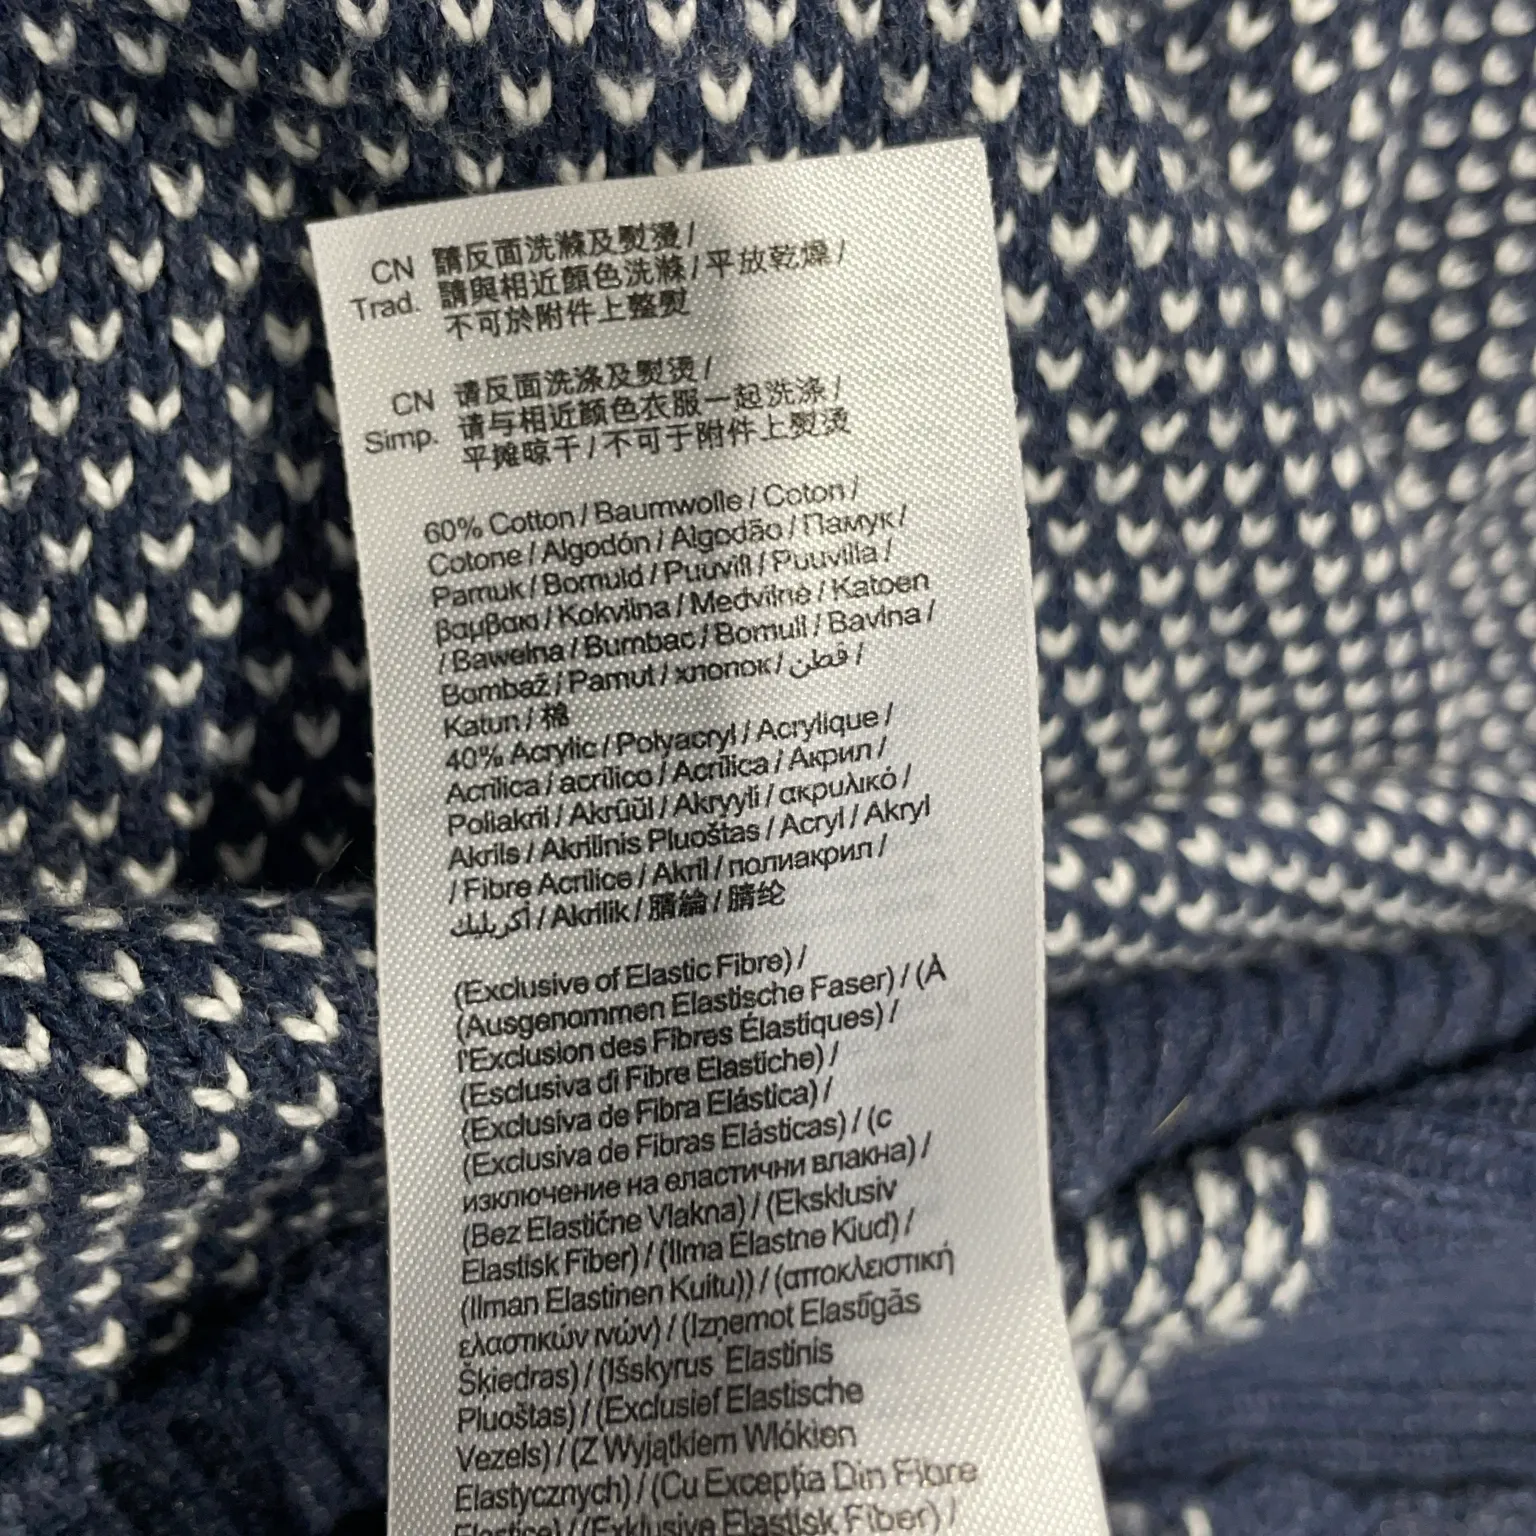 CN 請反面洗滌及熨燙/
Trad. 請與相近顏色洗滌/平放乾燥/
不可於附件上整熨
CN 请反面洗涤及熨烫/
Simp. 请与相近颜色衣服一起洗涤/
平摊晾干/不可于附件上熨烫
60% Cotton / Baumwolle / Coton /
Cotone / Algodón / Algodão / Памук /
Pamuk / Bomuld / Puuvill / Puuvilla /
βαμβακι / Kokvilna / Medvilnė / Katoen
/ Bawełna / Bumbac / Bomull / Bavlna /
Bombaž / Pamut / хлопок / قطن /
Katun / 棉
40% Acrylic / Polyacryl / Acrylique /
Acrilica / acrílico / Acrílica / Акрил /
Poliakril / Akrüül / Akryyli / ακρυλικό /
Akrils / Akrilinis Pluoštas / Acryl / Akryl
/ Fibre Acrilice / Akril / полиакрил /
أكريليك / Akrilik / 腈綸 / 腈纶
(Exclusive of Elastic Fibre) /
(Ausgenommen Elastische Faser) / (À
l'Exclusion des Fibres Élastiques) /
(Esclusiva di Fibre Elastiche) /
(Exclusiva de Fibra Elástica) /
(Exclusiva de Fibras Elásticas) / (с
изключение на еластични влакна) /
(Bez Elastične Vlakna) / (Eksklusiv
Elastisk Fiber) / (Ilma Elastne Kiud) /
(Ilman Elastinen Kuitu)) / (αποκλειστική
ελαστικών ινών) / (Izņemot Elastīgās
Šķiedras) / (Išskyrus Elastinis
Pluoštas) / (Exclusief Elastische
Vezels) / (Z Wyjątkiem Włókien
Elastycznych) / (Cu Excepția Din Fibre
Elastice) / (Exklusive Elastisk Fiber) /